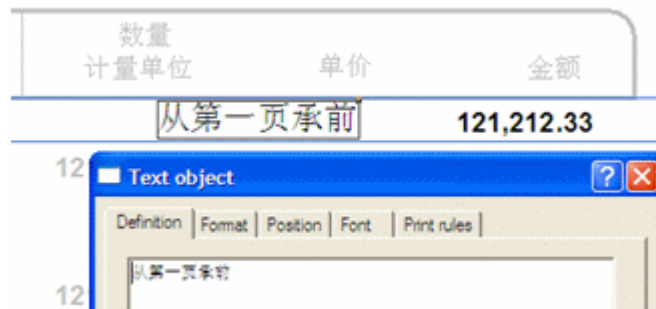 数量
计量单位 单价 金额
从第一页承前 121,212.33
12
Text object
Definition Format Position Font Print rules
从第一页承前
12